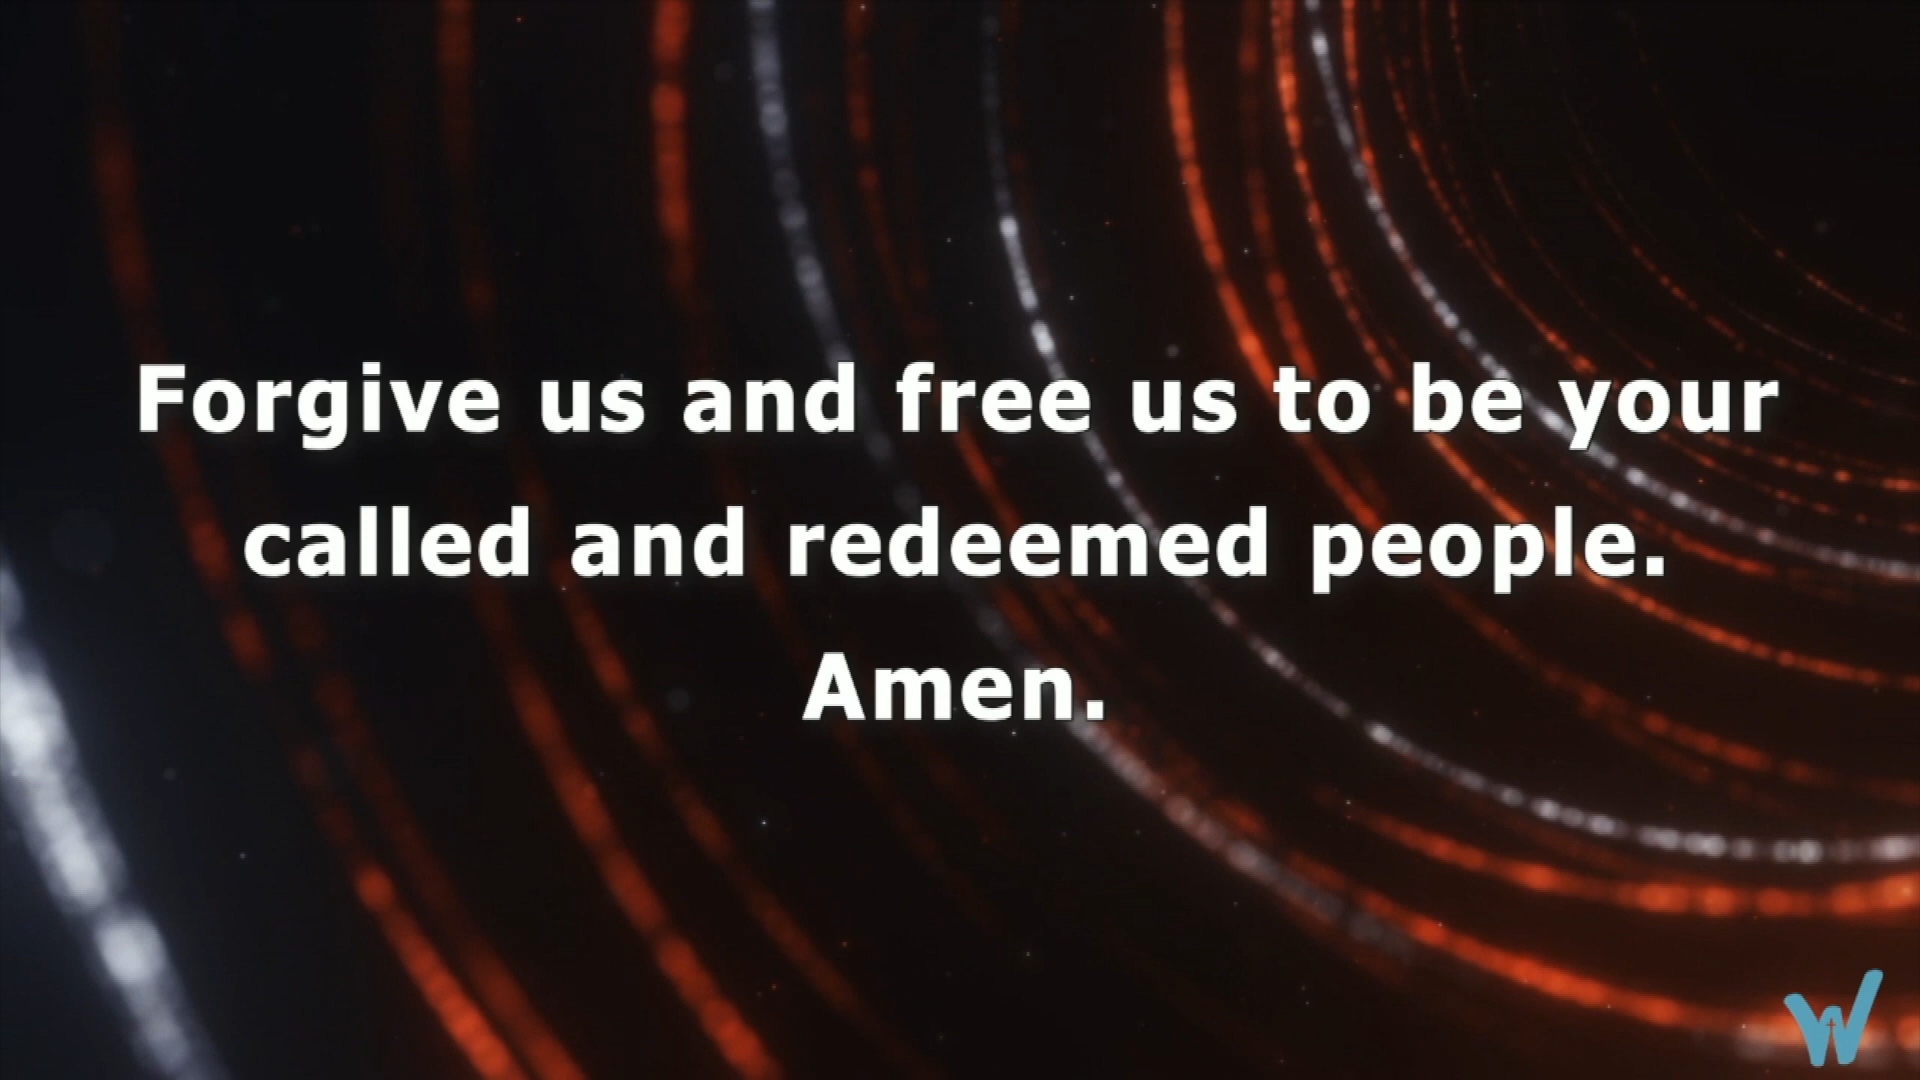 Forgive us and free us to be your
called and redeemed people.
Amen.
W